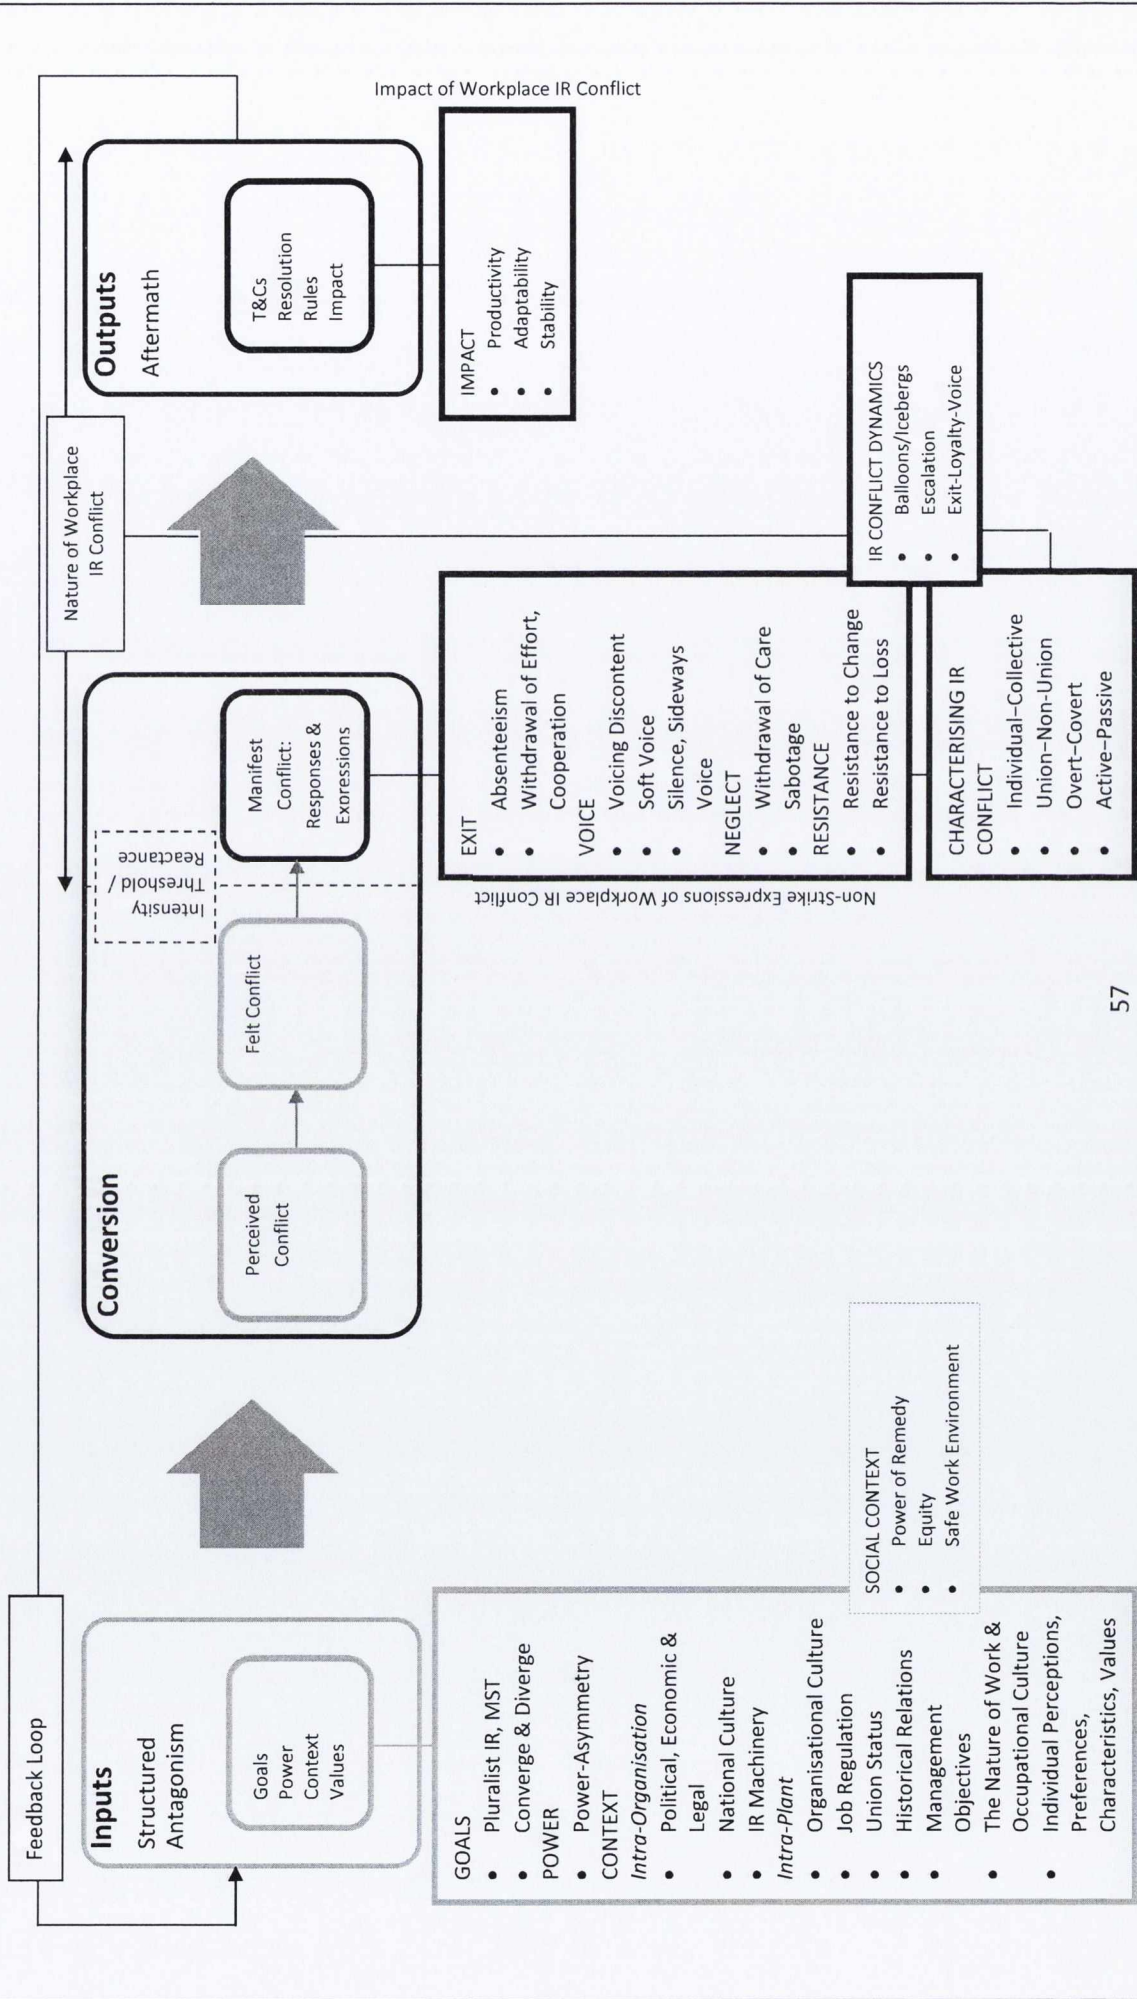 Feedback Loop
Inputs
Structured
Antagonism
Goals
Power
Context
Values
GOALS
• Pluralist IR, MST
• Converge & Diverge
POWER
• Power-Asymmetry
CONTEXT
Intra-Organisation
• Political, Economic &
Legal
• National Culture
• IR Machinery
Intra-Plant
• Organisational Culture
• Job Regulation
• Union Status
• Historical Relations
• Management
Objectives
• The Nature of Work &
Occupational Culture
• Individual Perceptions,
Preferences,
Characteristics, Values
SOCIAL CONTEXT
• Power of Remedy
• Equity
• Safe Work Environment
Conversion
Perceived
Conflict
Felt Conflict
Intensity
Threshold /
Reactance
Manifest
Conflict:
Responses &
Expressions
Non-Strike Expressions of Workplace IR Conflict
EXIT
• Absenteeism
• Withdrawal of Effort,
Cooperation
VOICE
• Voicing Discontent
• Soft Voice
• Silence, Sideways
Voice
NEGLECT
• Withdrawal of Care
• Sabotage
RESISTANCE
• Resistance to Change
• Resistance to Loss
CHARACTERISING IR
CONFLICT
• Individual–Collective
• Union–Non-Union
• Overt–Covert
• Active–Passive
IR CONFLICT DYNAMICS
• Balloons/Icebergs
• Escalation
• Exit-Loyalty-Voice
Nature of Workplace
IR Conflict
Outputs
Aftermath
T&Cs
Resolution
Rules
Impact
IMPACT
• Productivity
• Adaptability
• Stability
Impact of Workplace IR Conflict
57